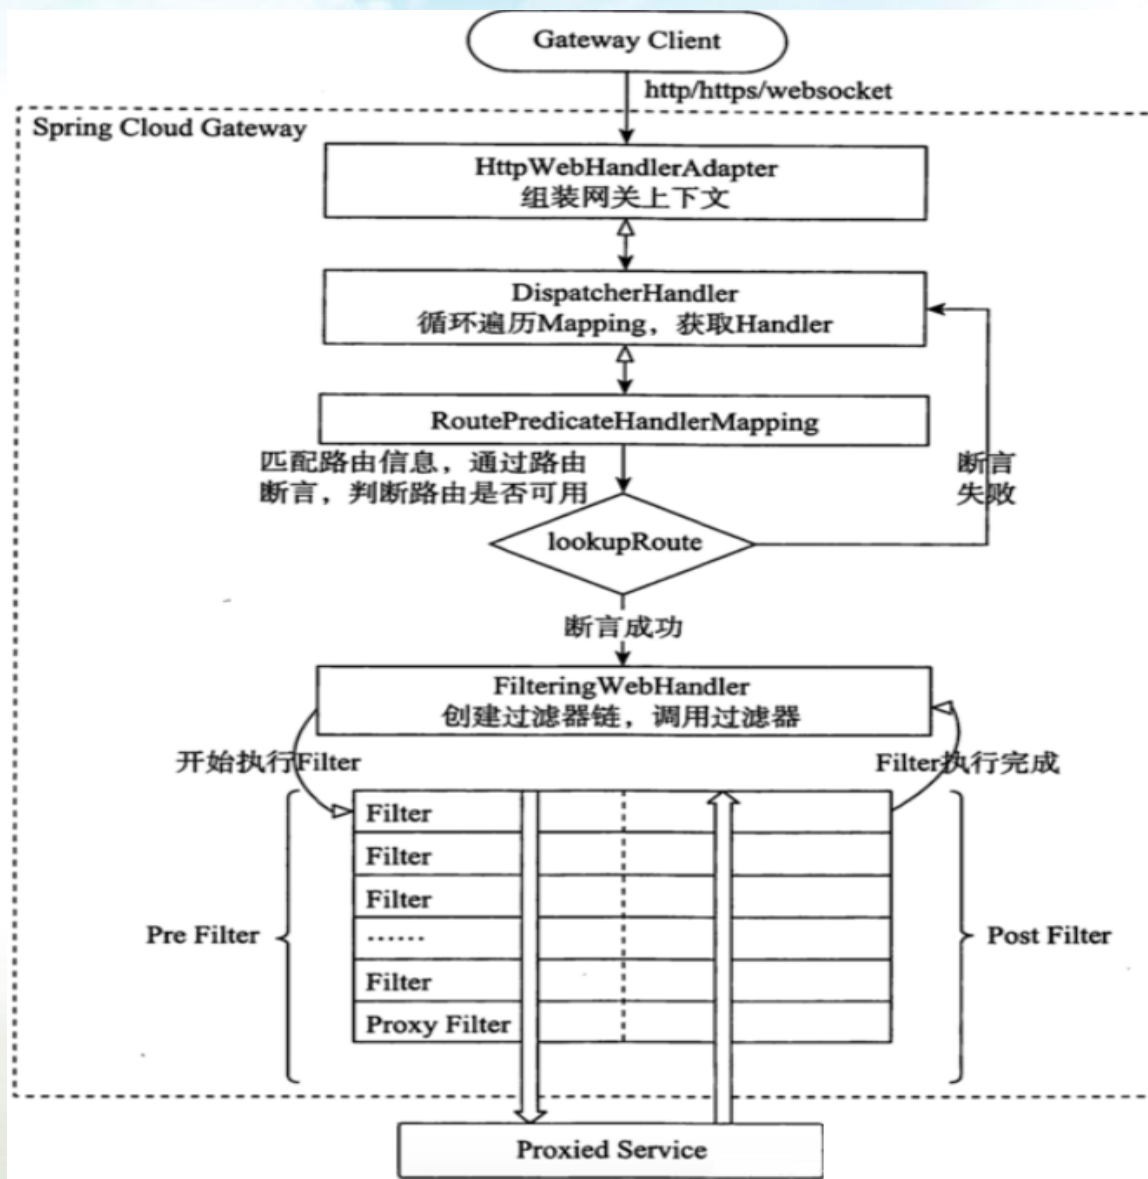 Gateway Client
http/https/websocket
Spring Cloud Gateway
HttpWebHandlerAdapter
组装网关上下文
DispatcherHandler
循环遍历Mapping，获取Handler
RoutePredicateHandlerMapping
匹配路由信息，通过路由
断言，判断路由是否可用
断言
失败
lookupRoute
断言成功
FilteringWebHandler
创建过滤器链，调用过滤器
开始执行Filter
Filter执行完成
Filter
Filter
Filter
......
Filter
Proxy Filter
Pre Filter
Post Filter
Proxied Service